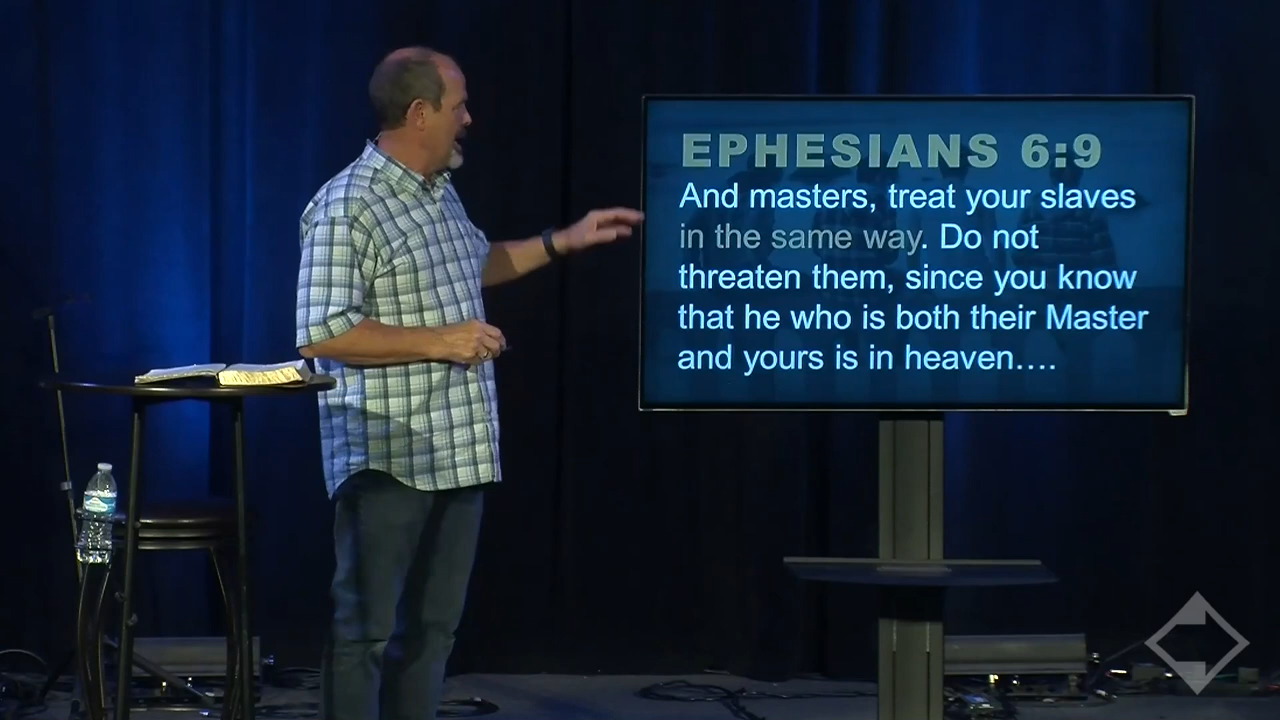 EPHESIANS 6:9
And masters, treat your slaves
in the same way. Do not
threaten them, since you know
that he who is both their Master
and yours is in heaven….